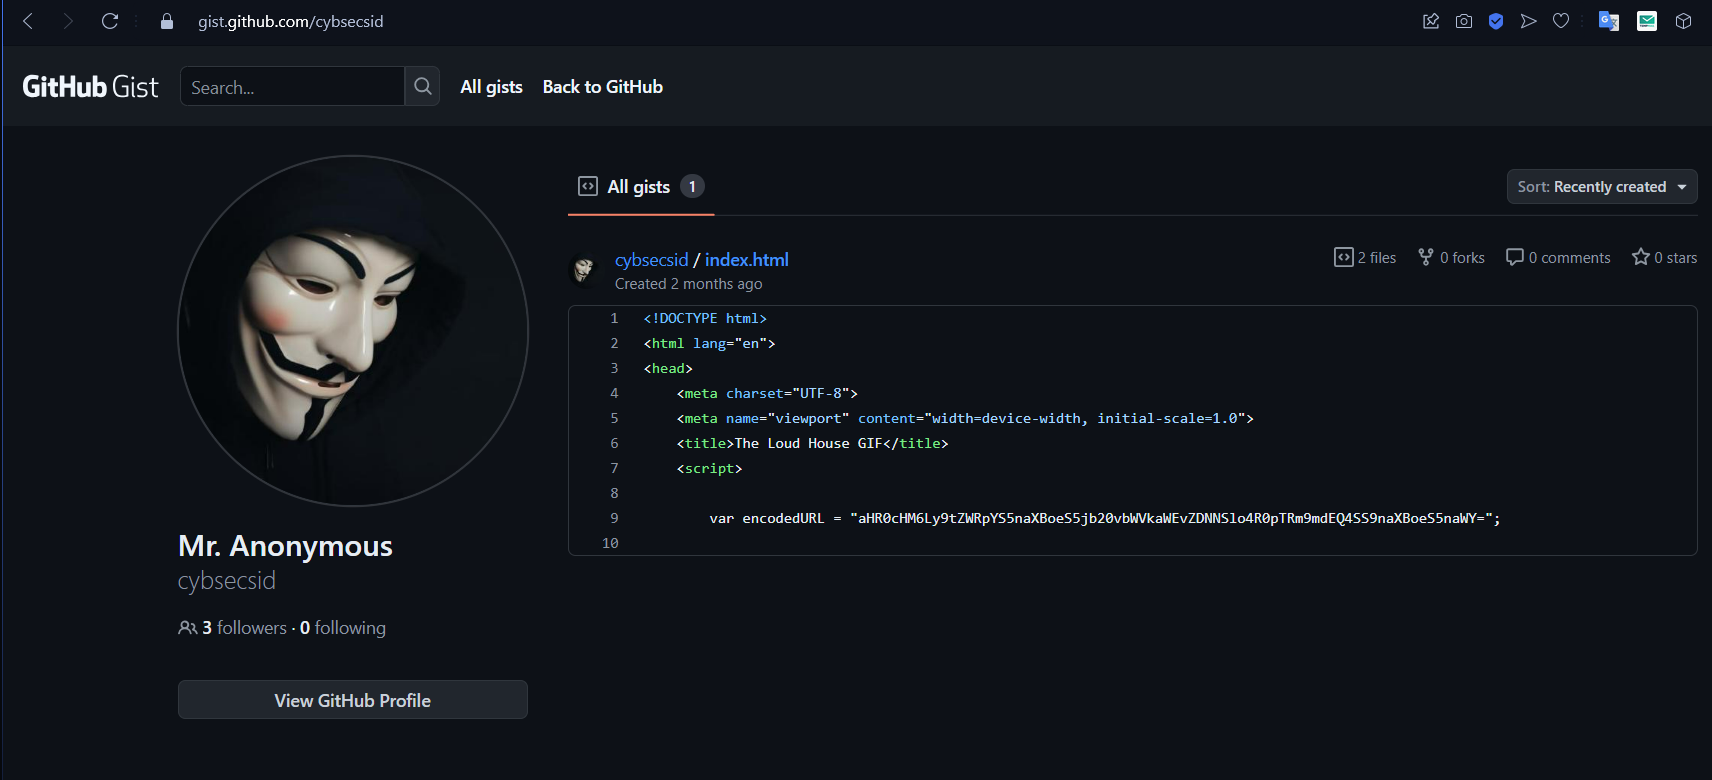 gist.github.com/cybsecsid
GitHub Gist Search... All gists Back to GitHub
All gists 1 Sort: Recently created
cybsecsid / index.html 2 files 0 forks 0 comments 0 stars
Created 2 months ago
1 <!DOCTYPE html>
2 <html lang="en">
3 <head>
4 <meta charset="UTF-8">
5 <meta name="viewport" content="width=device-width, initial-scale=1.0">
6 <title>The Loud House GIF</title>
7 <script>
8
9 var encodedURL = "aHR0cHM6Ly9tZWRpYS5naXBoeS5jb20vbWVkaWEvZDNNSlo4R0pTRm9mdEQ4SS9naXBoeS5naWY=";
10
Mr. Anonymous
cybsecsid
3 followers · 0 following
View GitHub Profile